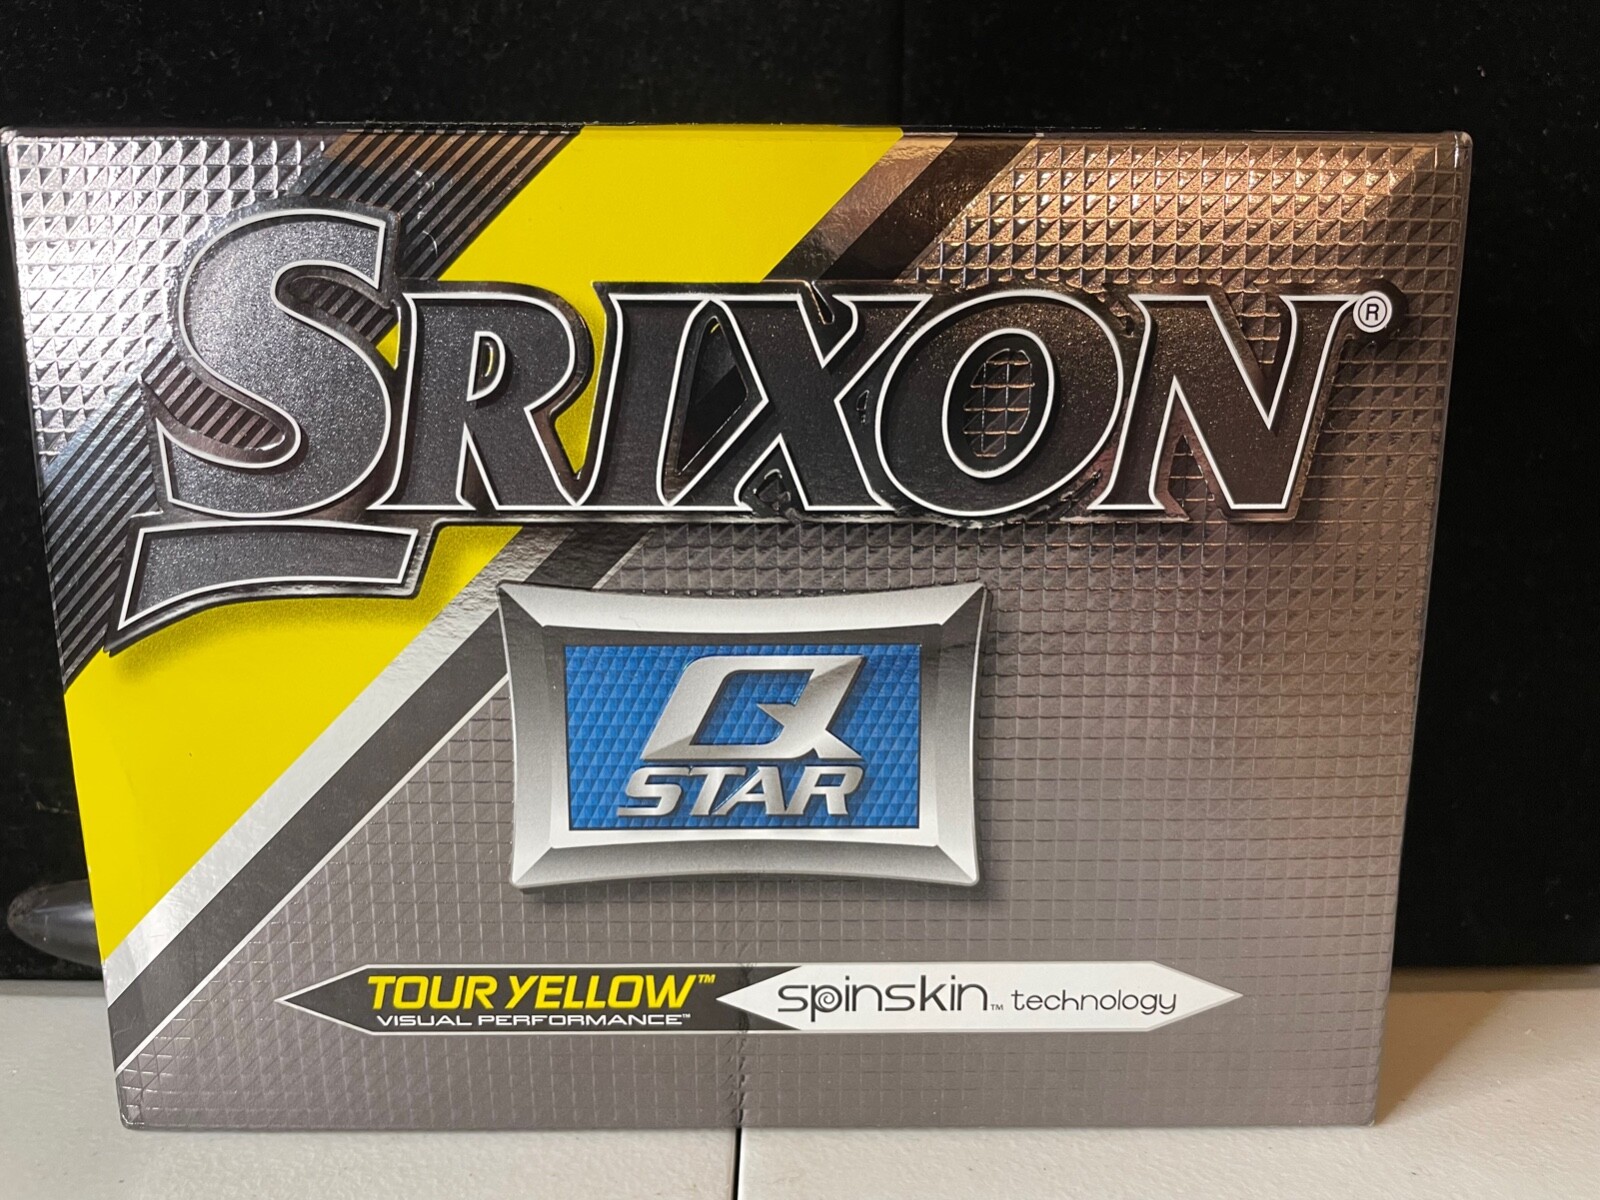 SRIXON®
Q
STAR
TOUR YELLOW™
VISUAL PERFORMANCE™
spinskin™ technology